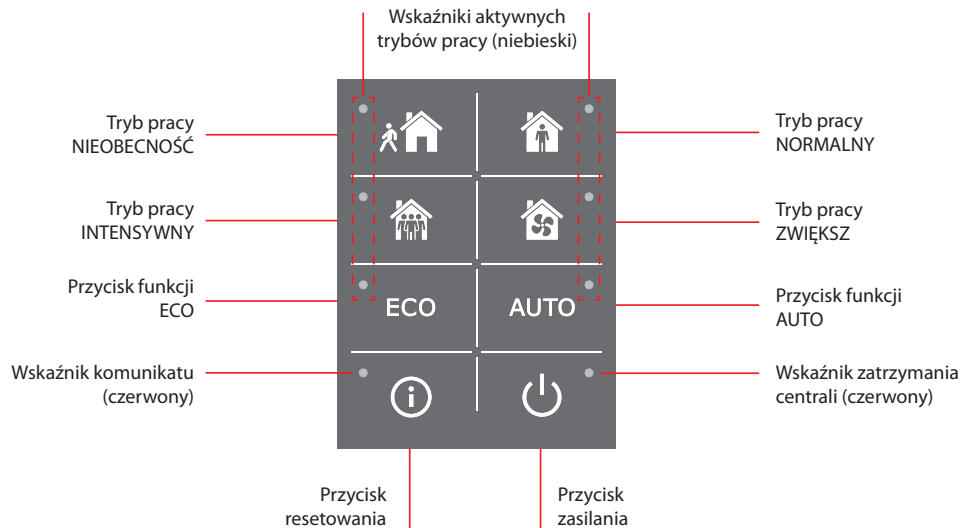 Wskaźniki aktywnych
trybów pracy (niebieski)
Tryb pracy
NIEOBECNOŚĆ
Tryb pracy
NORMALNY
Tryb pracy
INTENSYWNY
Tryb pracy
ZWIĘKSZ
Przycisk funkcji
ECO
ECO
AUTO
Przycisk funkcji
AUTO
Wskaźnik komunikatu
(czerwony)
Wskaźnik zatrzymania
centrali (czerwony)
Przycisk
resetowania
Przycisk
zasilania